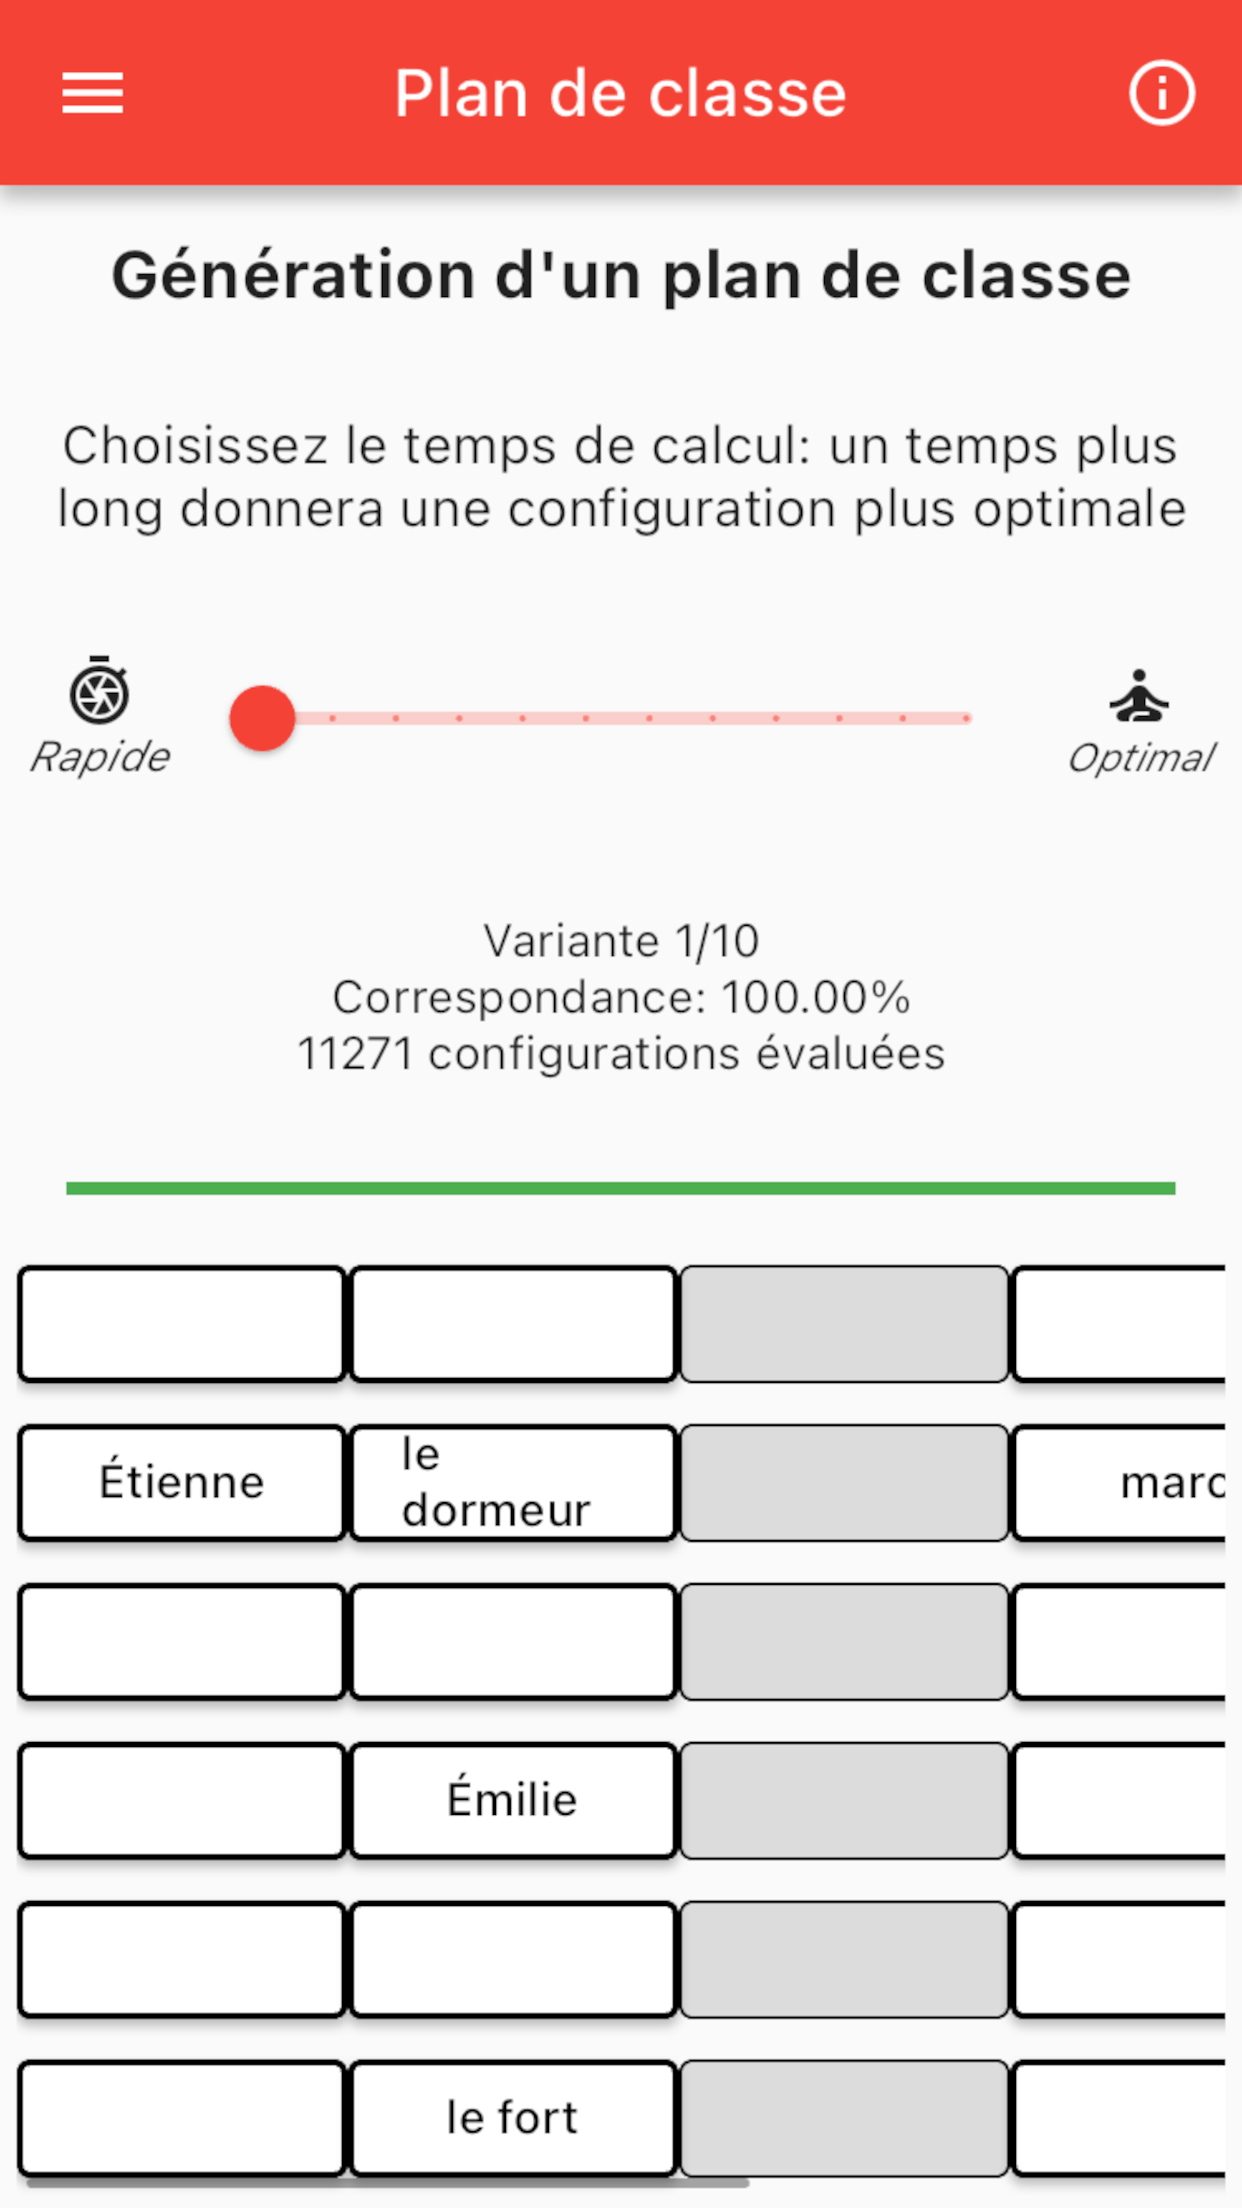 Plan de classe
Génération d'un plan de classe
Choisissez le temps de calcul: un temps plus
long donnera une configuration plus optimale
Rapide
Optimal
Variante 1/10
Correspondance: 100.00%
11271 configurations évaluées
Étienne
le
dormeur
Émilie
le fort